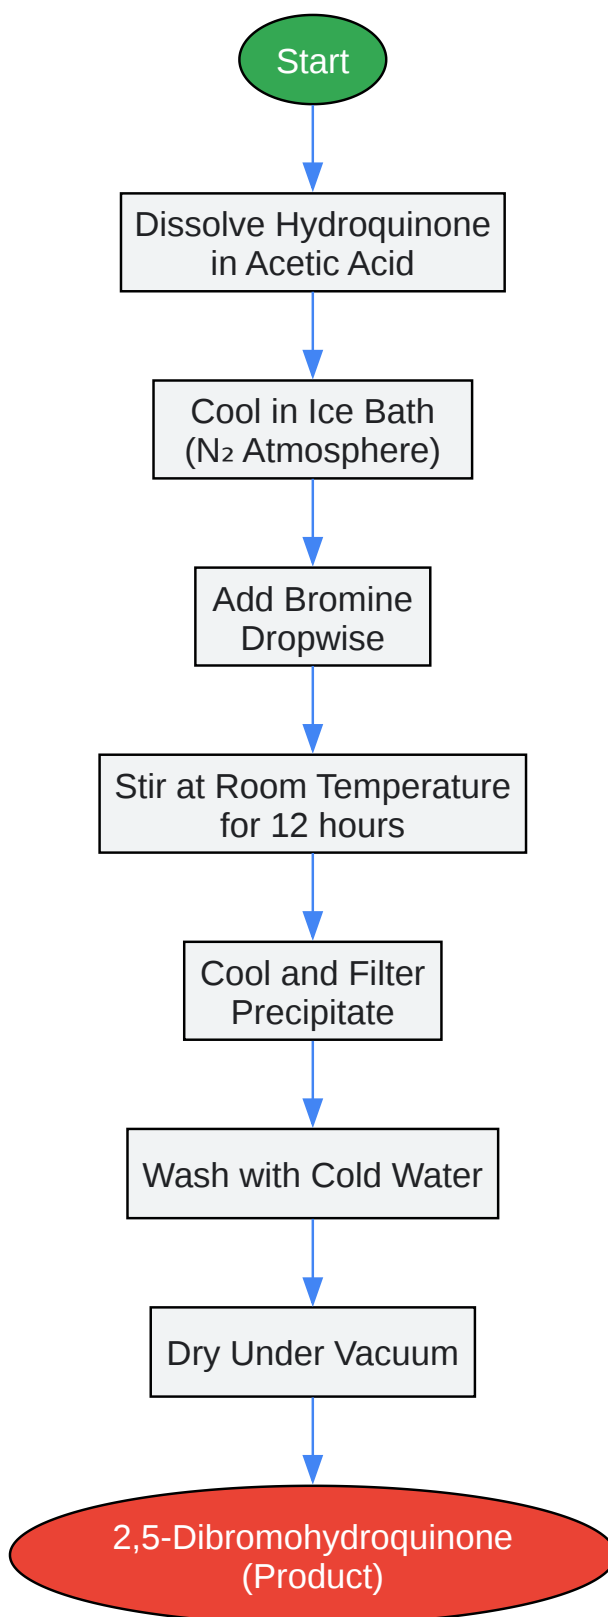 Start
Dissolve Hydroquinone
in Acetic Acid
Cool in Ice Bath
(N₂ Atmosphere)
Add Bromine
Dropwise
Stir at Room Temperature
for 12 hours
Cool and Filter
Precipitate
Wash with Cold Water
Dry Under Vacuum
2,5-Dibromohydroquinone
(Product)